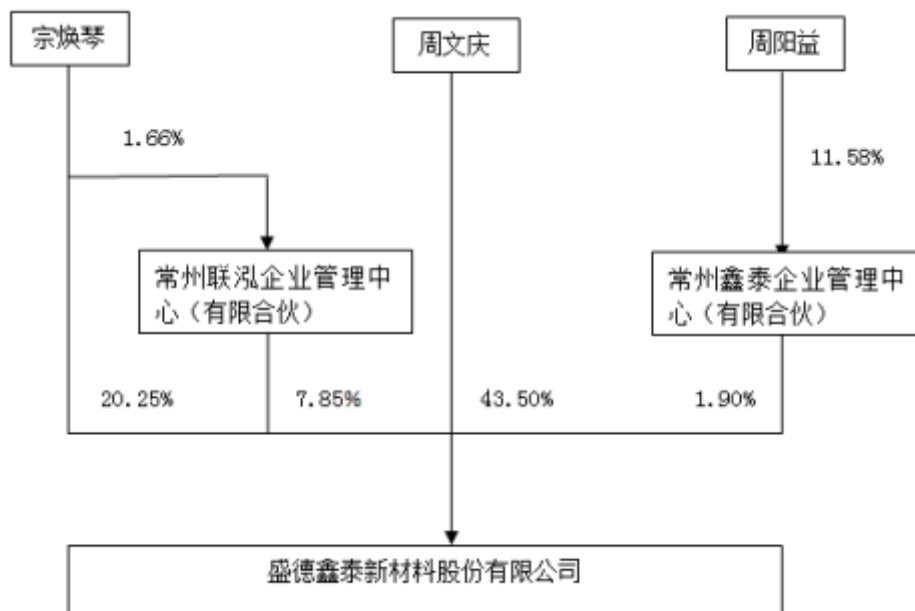 宗焕琴
周文庆
周阳益
1.66%
11.58%
常州联泓企业管理中
心（有限合伙）
常州鑫泰企业管理中
心（有限合伙）
20.25%
7.85%
43.50%
1.90%
盛德鑫泰新材料股份有限公司